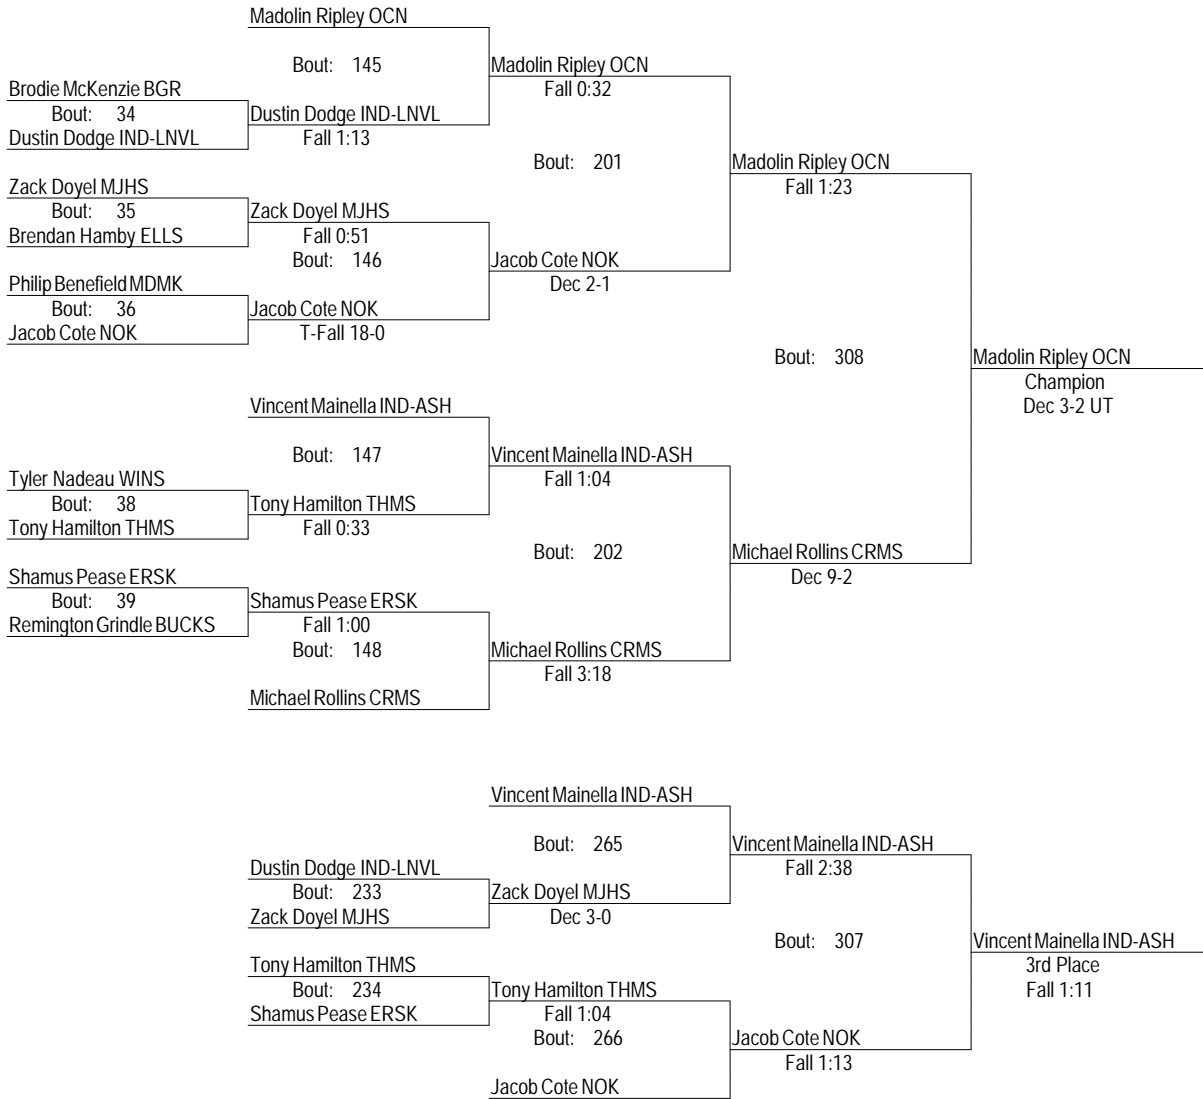 Madolin Ripley OCN
Bout: 145
Madolin Ripley OCN
Fall 0:32
Brodie McKenzie BGR
Bout: 34
Dustin Dodge IND-LNVL
Dustin Dodge IND-LNVL
Fall 1:13
Bout: 201
Madolin Ripley OCN
Fall 1:23
Zack Doyel MJHS
Bout: 35
Brendan Hamby ELLS
Zack Doyel MJHS
Fall 0:51
Bout: 146
Jacob Cote NOK
Dec 2-1
Philip Benefield MDMK
Bout: 36
Jacob Cote NOK
Jacob Cote NOK
T-Fall 18-0
Bout: 308
Madolin Ripley OCN
Champion
Dec 3-2 UT
Vincent Mainella IND-ASH
Bout: 147
Vincent Mainella IND-ASH
Fall 1:04
Tyler Nadeau WINS
Bout: 38
Tony Hamilton THMS
Tony Hamilton THMS
Fall 0:33
Bout: 202
Michael Rollins CRMS
Dec 9-2
Shamus Pease ERSK
Bout: 39
Remington Grindle BUCKS
Shamus Pease ERSK
Fall 1:00
Bout: 148
Michael Rollins CRMS
Fall 3:18
Michael Rollins CRMS
Vincent Mainella IND-ASH
Bout: 265
Vincent Mainella IND-ASH
Fall 2:38
Dustin Dodge IND-LNVL
Bout: 233
Zack Doyel MJHS
Zack Doyel MJHS
Dec 3-0
Bout: 307
Vincent Mainella IND-ASH
3rd Place
Fall 1:11
Tony Hamilton THMS
Bout: 234
Shamus Pease ERSK
Tony Hamilton THMS
Fall 1:04
Bout: 266
Jacob Cote NOK
Fall 1:13
Jacob Cote NOK